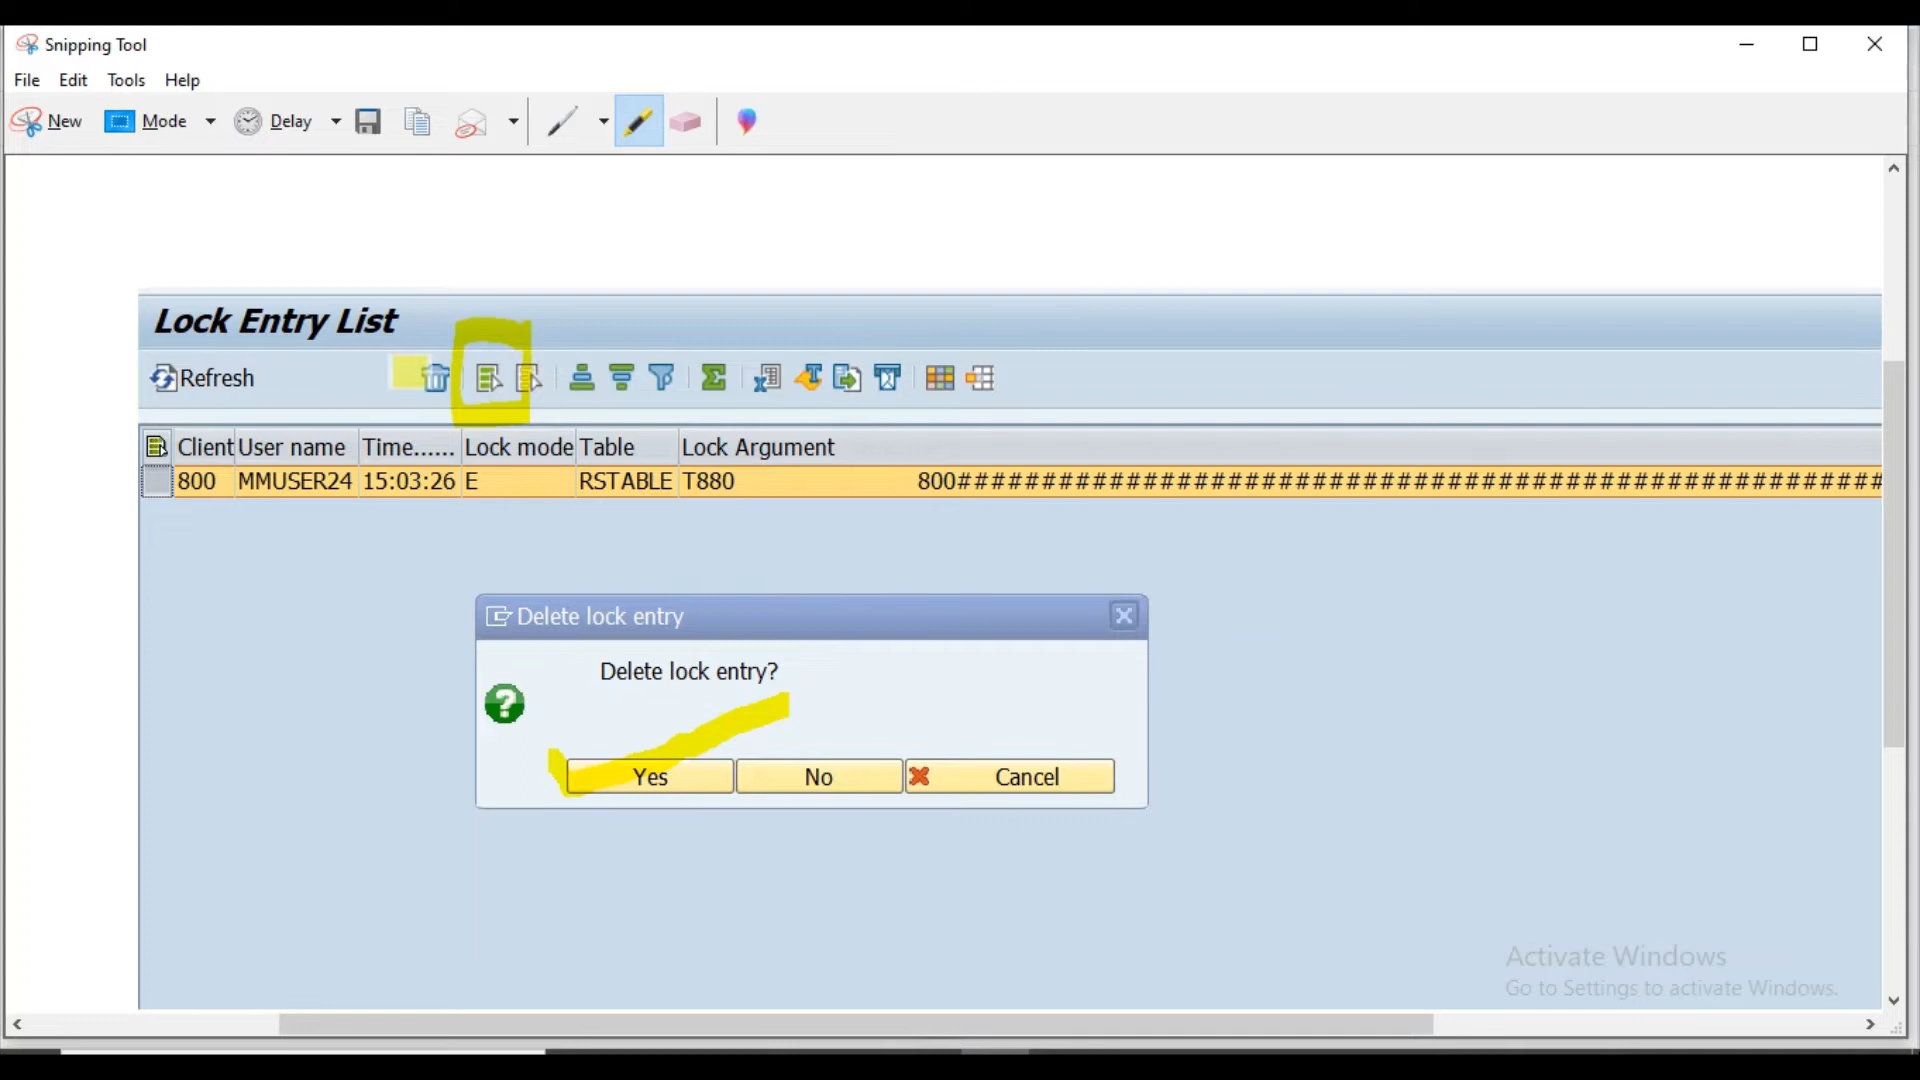 Snipping Tool
File Edit Tools Help
New Mode Delay
Lock Entry List
Refresh
Client User name Time...... Lock mode Table Lock Argument
800 MMUSER24 15:03:26 E RSTABLE T880 800#######################################################
Delete lock entry
Delete lock entry?
Yes No Cancel
Activate Windows
Go to Settings to activate Windows.